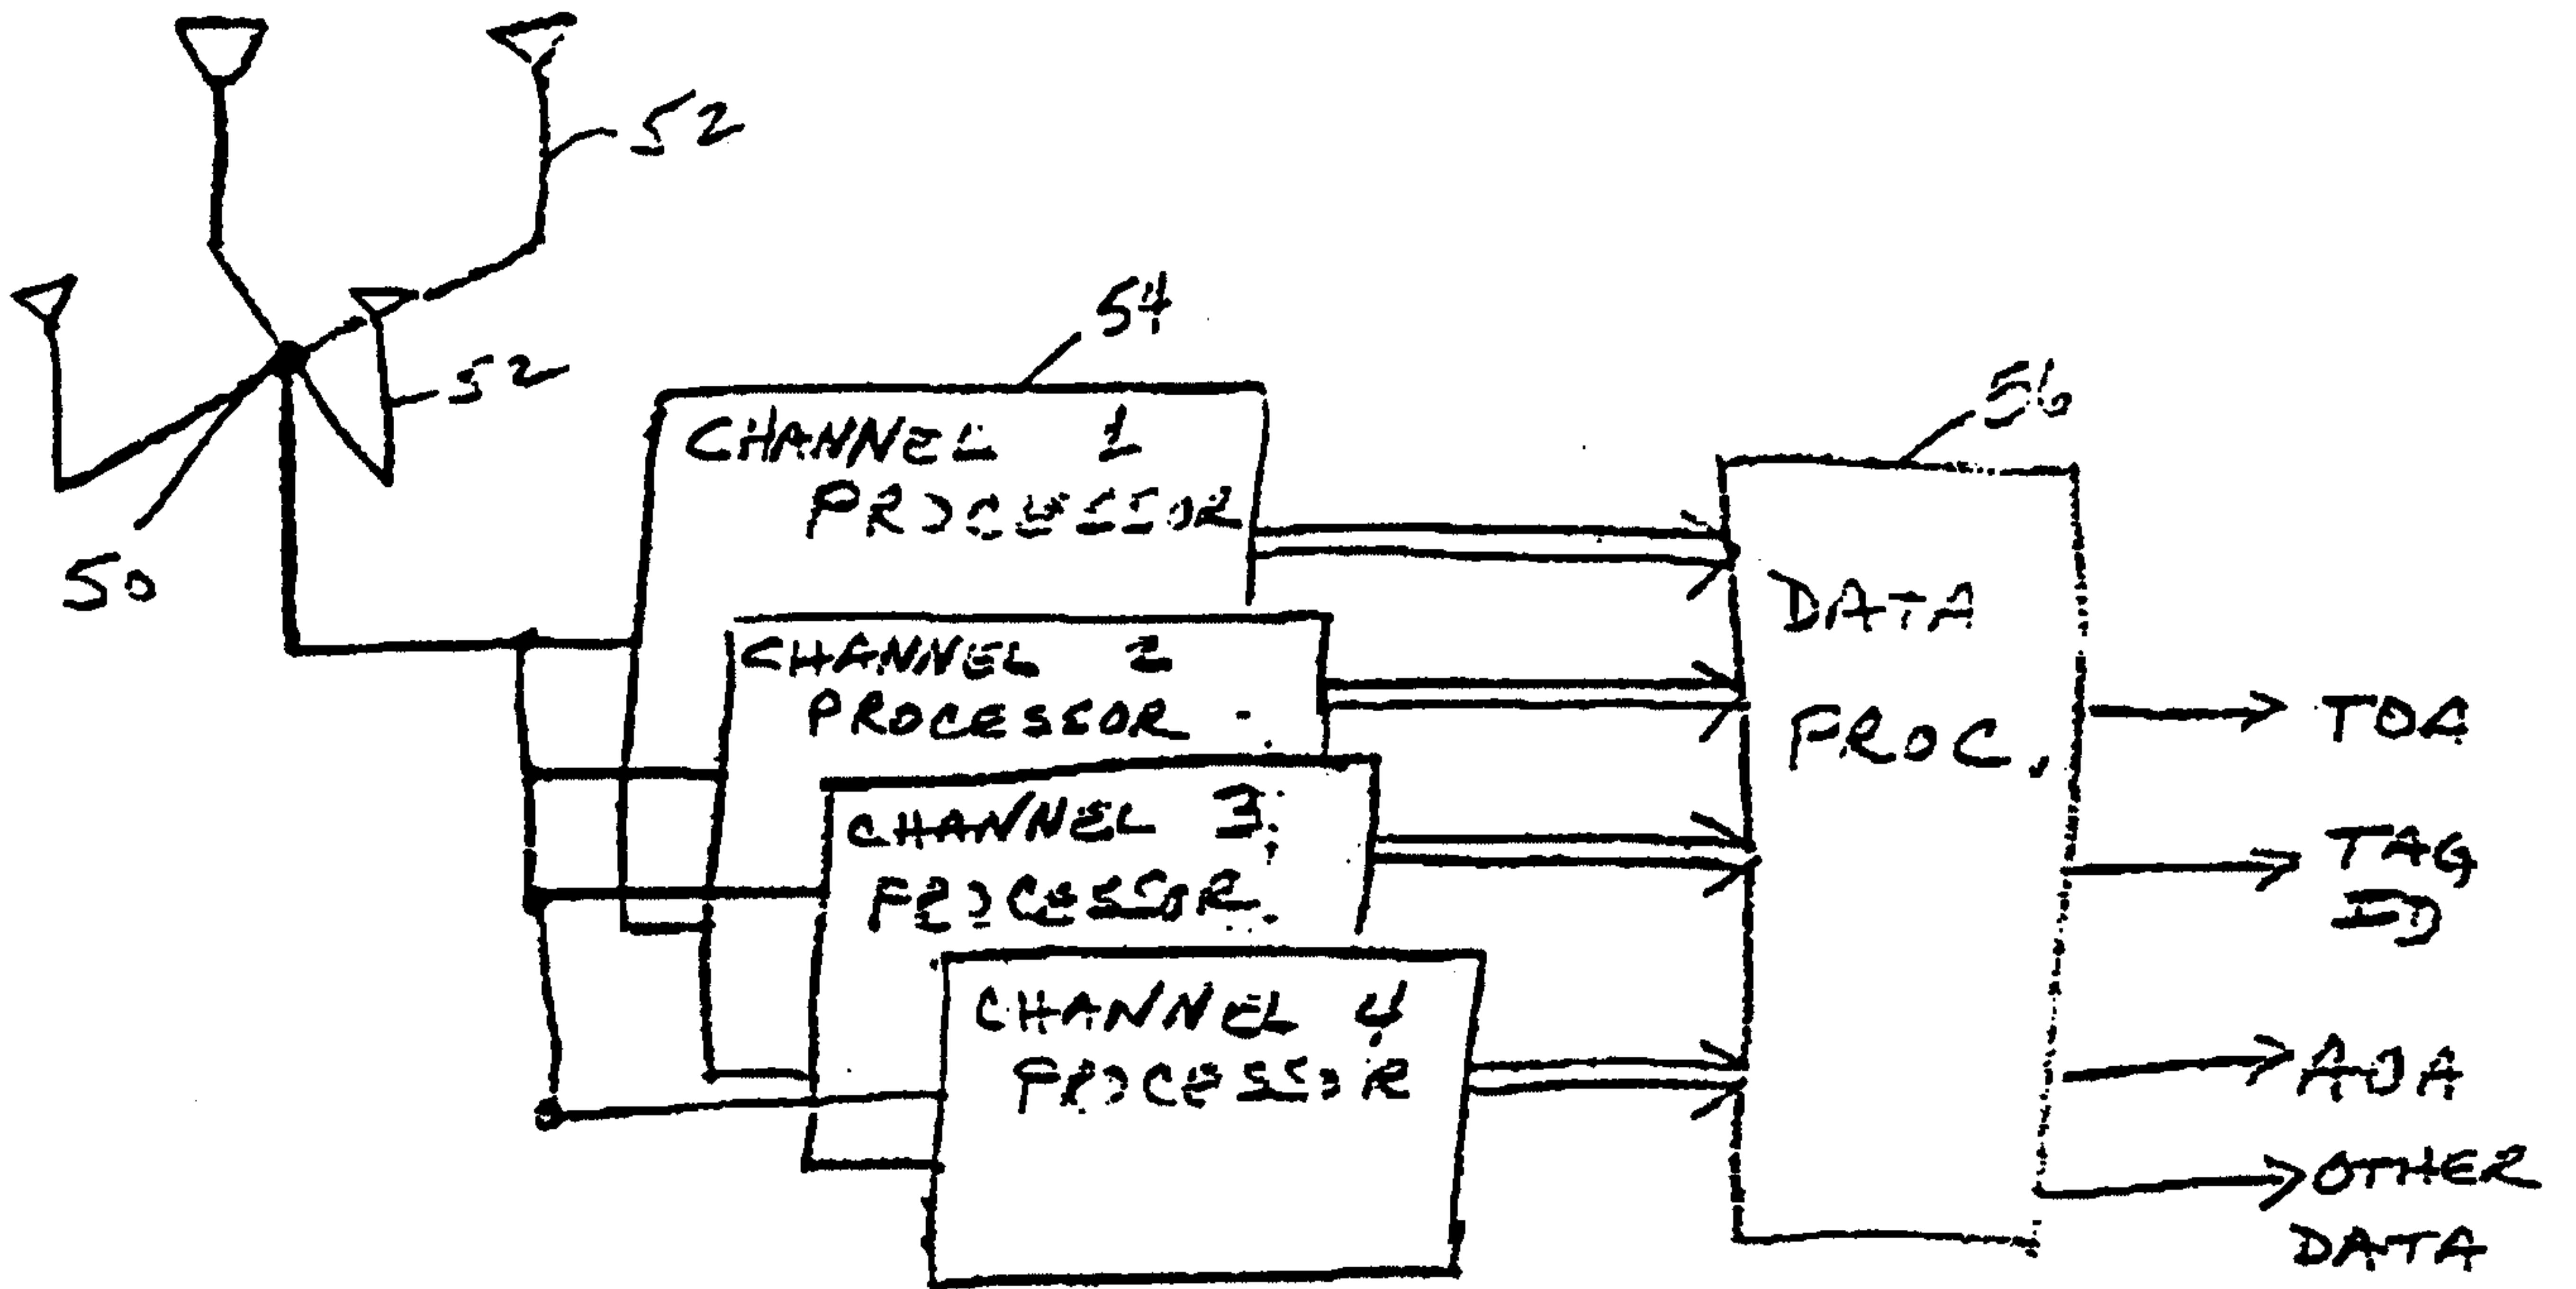 52
52
50
54
CHANNEL 1
PROCESSOR
CHANNEL 2
PROCESSOR
CHANNEL 3
PROCESSOR
CHANNEL 4
PROCESSOR
56
DATA
PROC.
TOA
TAG
ID
AOA
OTHER
DATA